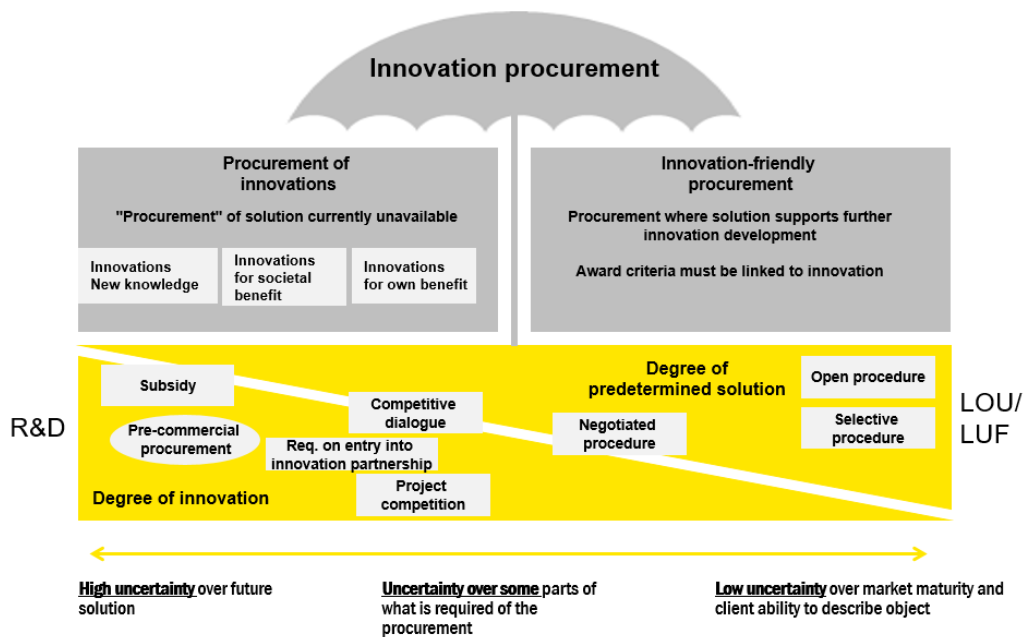 Innovation procurement
Procurement of
innovations
"Procurement" of solution currently unavailable
Innovations
New knowledge
Innovations
for societal
benefit
Innovations
for own benefit
Innovation-friendly
procurement
Procurement where solution supports further
innovation development
Award criteria must be linked to innovation
R&D
Subsidy
Pre-commercial
procurement
Degree of innovation
Competitive
dialogue
Req. on entry into
innovation partnership
Project
competition
Negotiated
procedure
Degree of
predetermined solution
Open procedure
Selective
procedure
LOU/
LUF
High uncertainty over future
solution
Uncertainty over some parts of
what is required of the
procurement
Low uncertainty over market maturity and
client ability to describe object